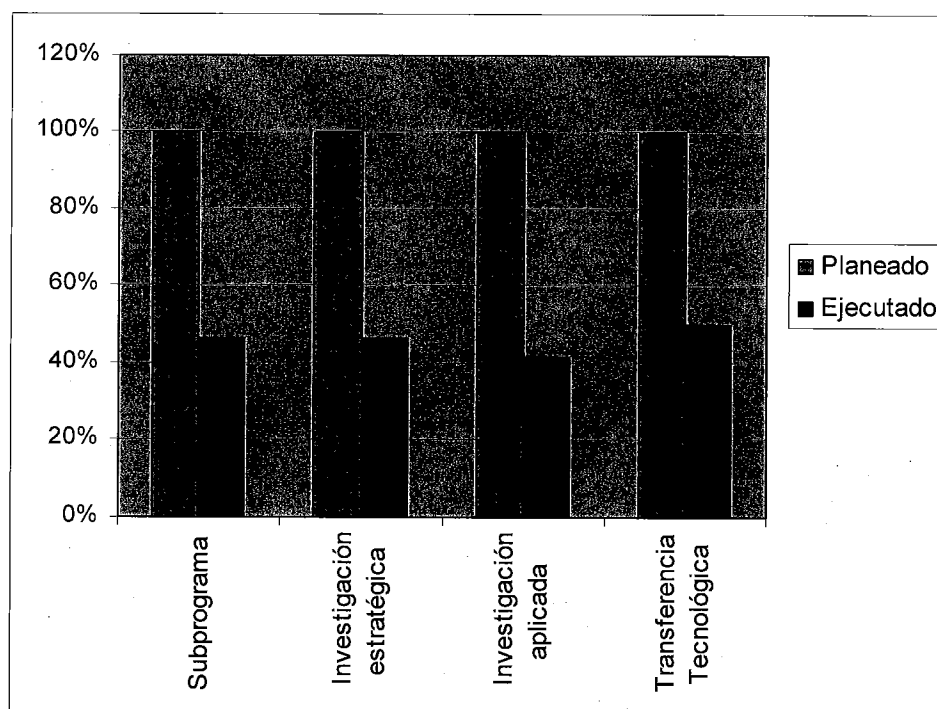 120%
100%
80%
60%
40%
20%
0%
Planeado
Ejecutado
Subprograma
Investigación
estratégica
Investigación
aplicada
Transferencia
Tecnológica